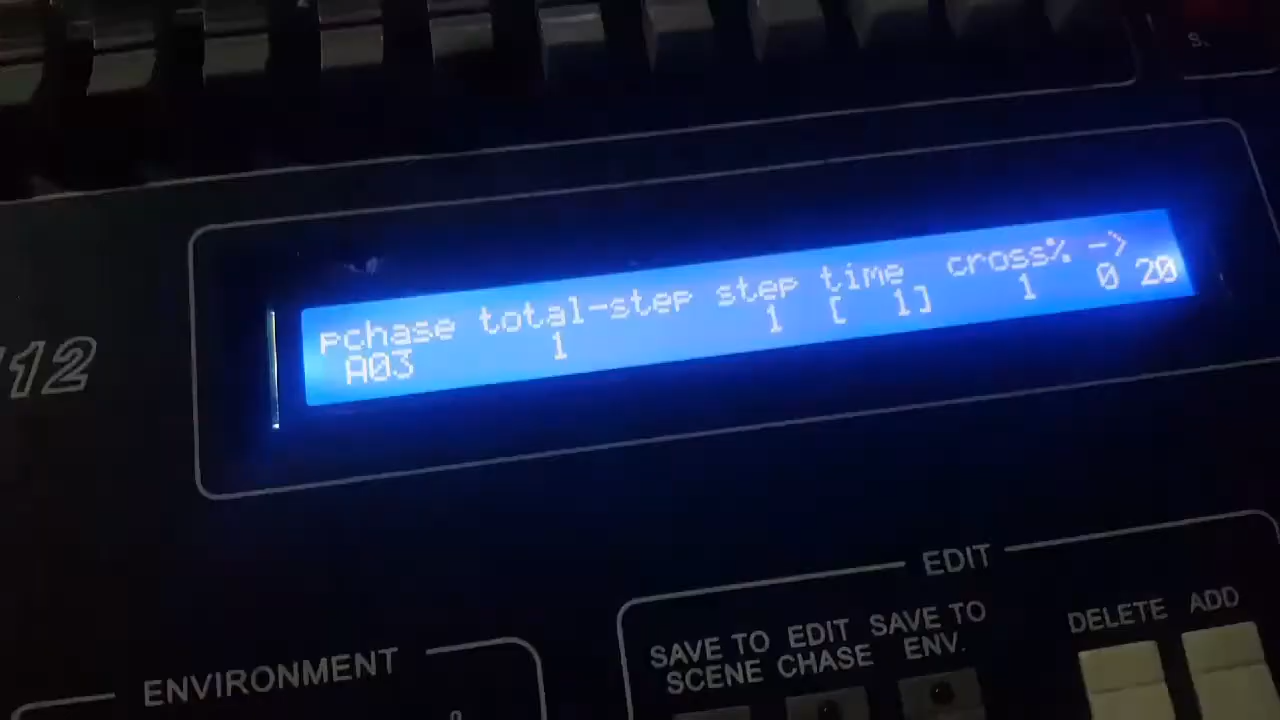 S.
pchase total-step step time cross% ->
A03 1 1 [ 1] 1 0 20
12
EDIT
SAVE TO SCENE
EDIT CHASE
SAVE TO ENV.
DELETE
ADD
ENVIRONMENT